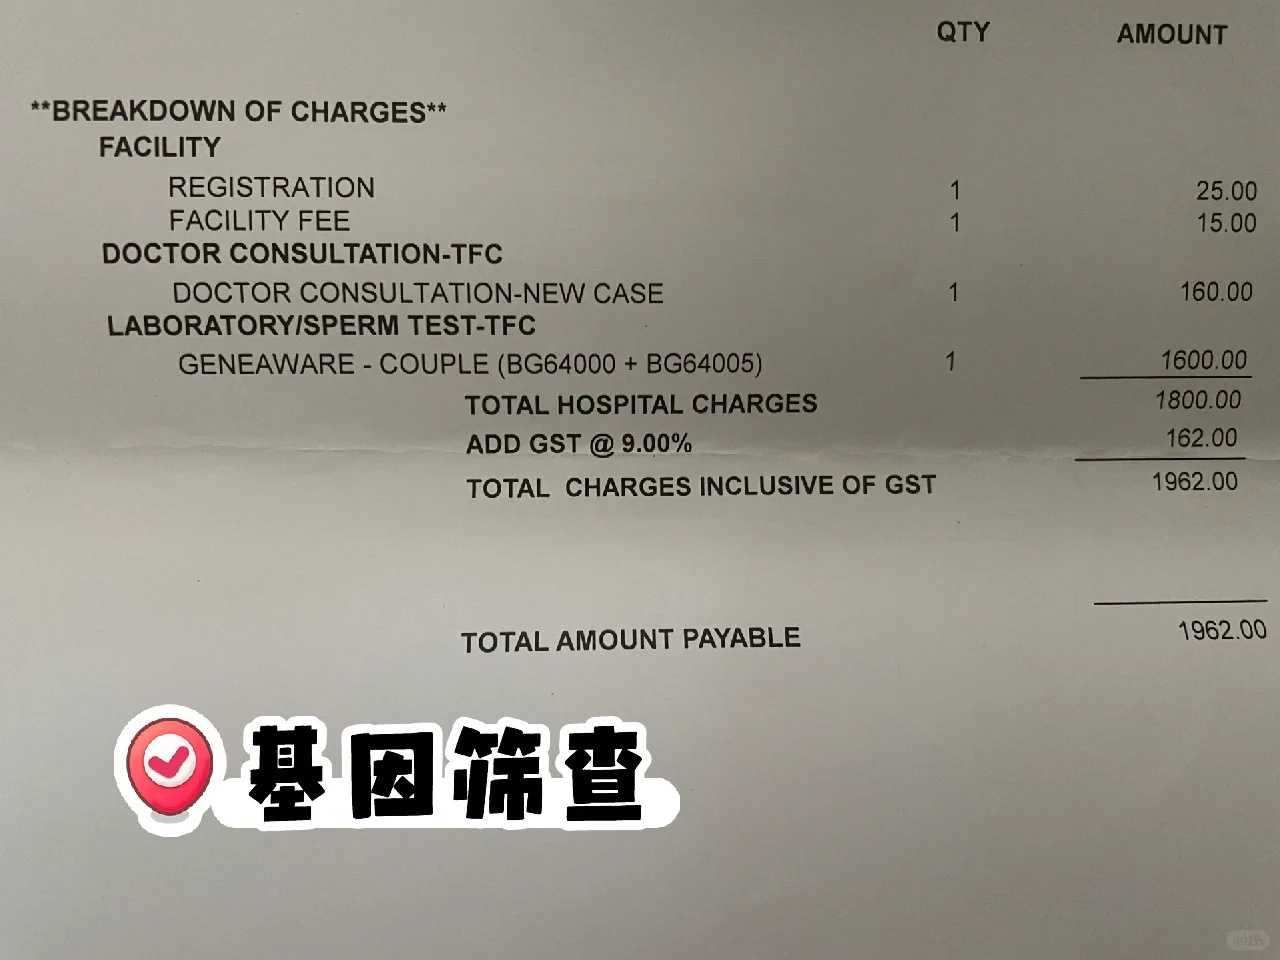 QTY AMOUNT
**BREAKDOWN OF CHARGES**
FACILITY
REGISTRATION 1 25.00
FACILITY FEE 1 15.00
DOCTOR CONSULTATION-TFC
DOCTOR CONSULTATION-NEW CASE 1 160.00
LABORATORY/SPERM TEST-TFC
GENEAWARE - COUPLE (BG64000 + BG64005) 1 1600.00
TOTAL HOSPITAL CHARGES 1800.00
ADD GST @ 9.00% 162.00
TOTAL CHARGES INCLUSIVE OF GST 1962.00
TOTAL AMOUNT PAYABLE 1962.00
基因筛查